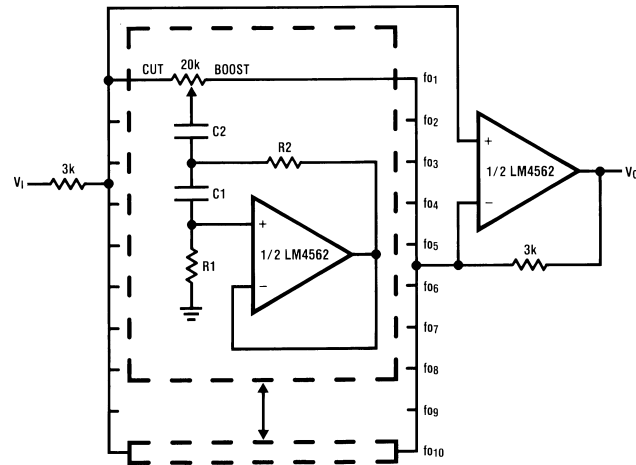 CUT 20k BOOST
fo1
fo2
C2
R2
fo3
+
1/2 LM4562
VO
3k
VI
C1
−
fo4
+
1/2 LM4562
fo5
3k
R1
−
fo6
fo7
fo8
fo9
fo10